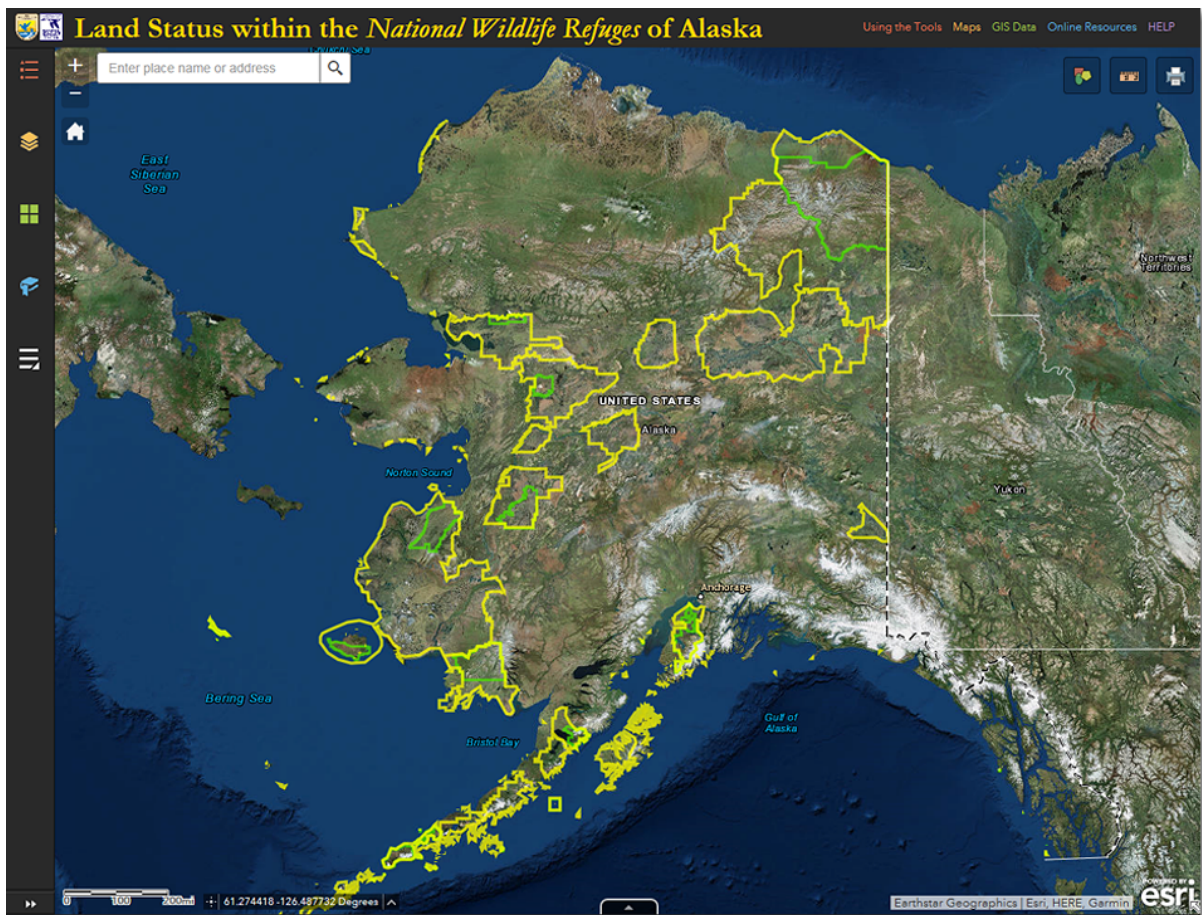 Land Status within the National Wildlife Refuges of Alaska
Using the Tools Maps GIS Data Online Resources HELP
Enter place name or address
East
Siberian
Sea
Northwest
Territories
UNITED STATES
Alaska
Norton Sound
Yukon
Anchorage
Bering Sea
Gulf of
Alaska
Bristol Bay
0 100 200mi
61.274418 -126.487732 Degrees
Earthstar Geographics | Esri, HERE, Garmin
POWERED BY
esri